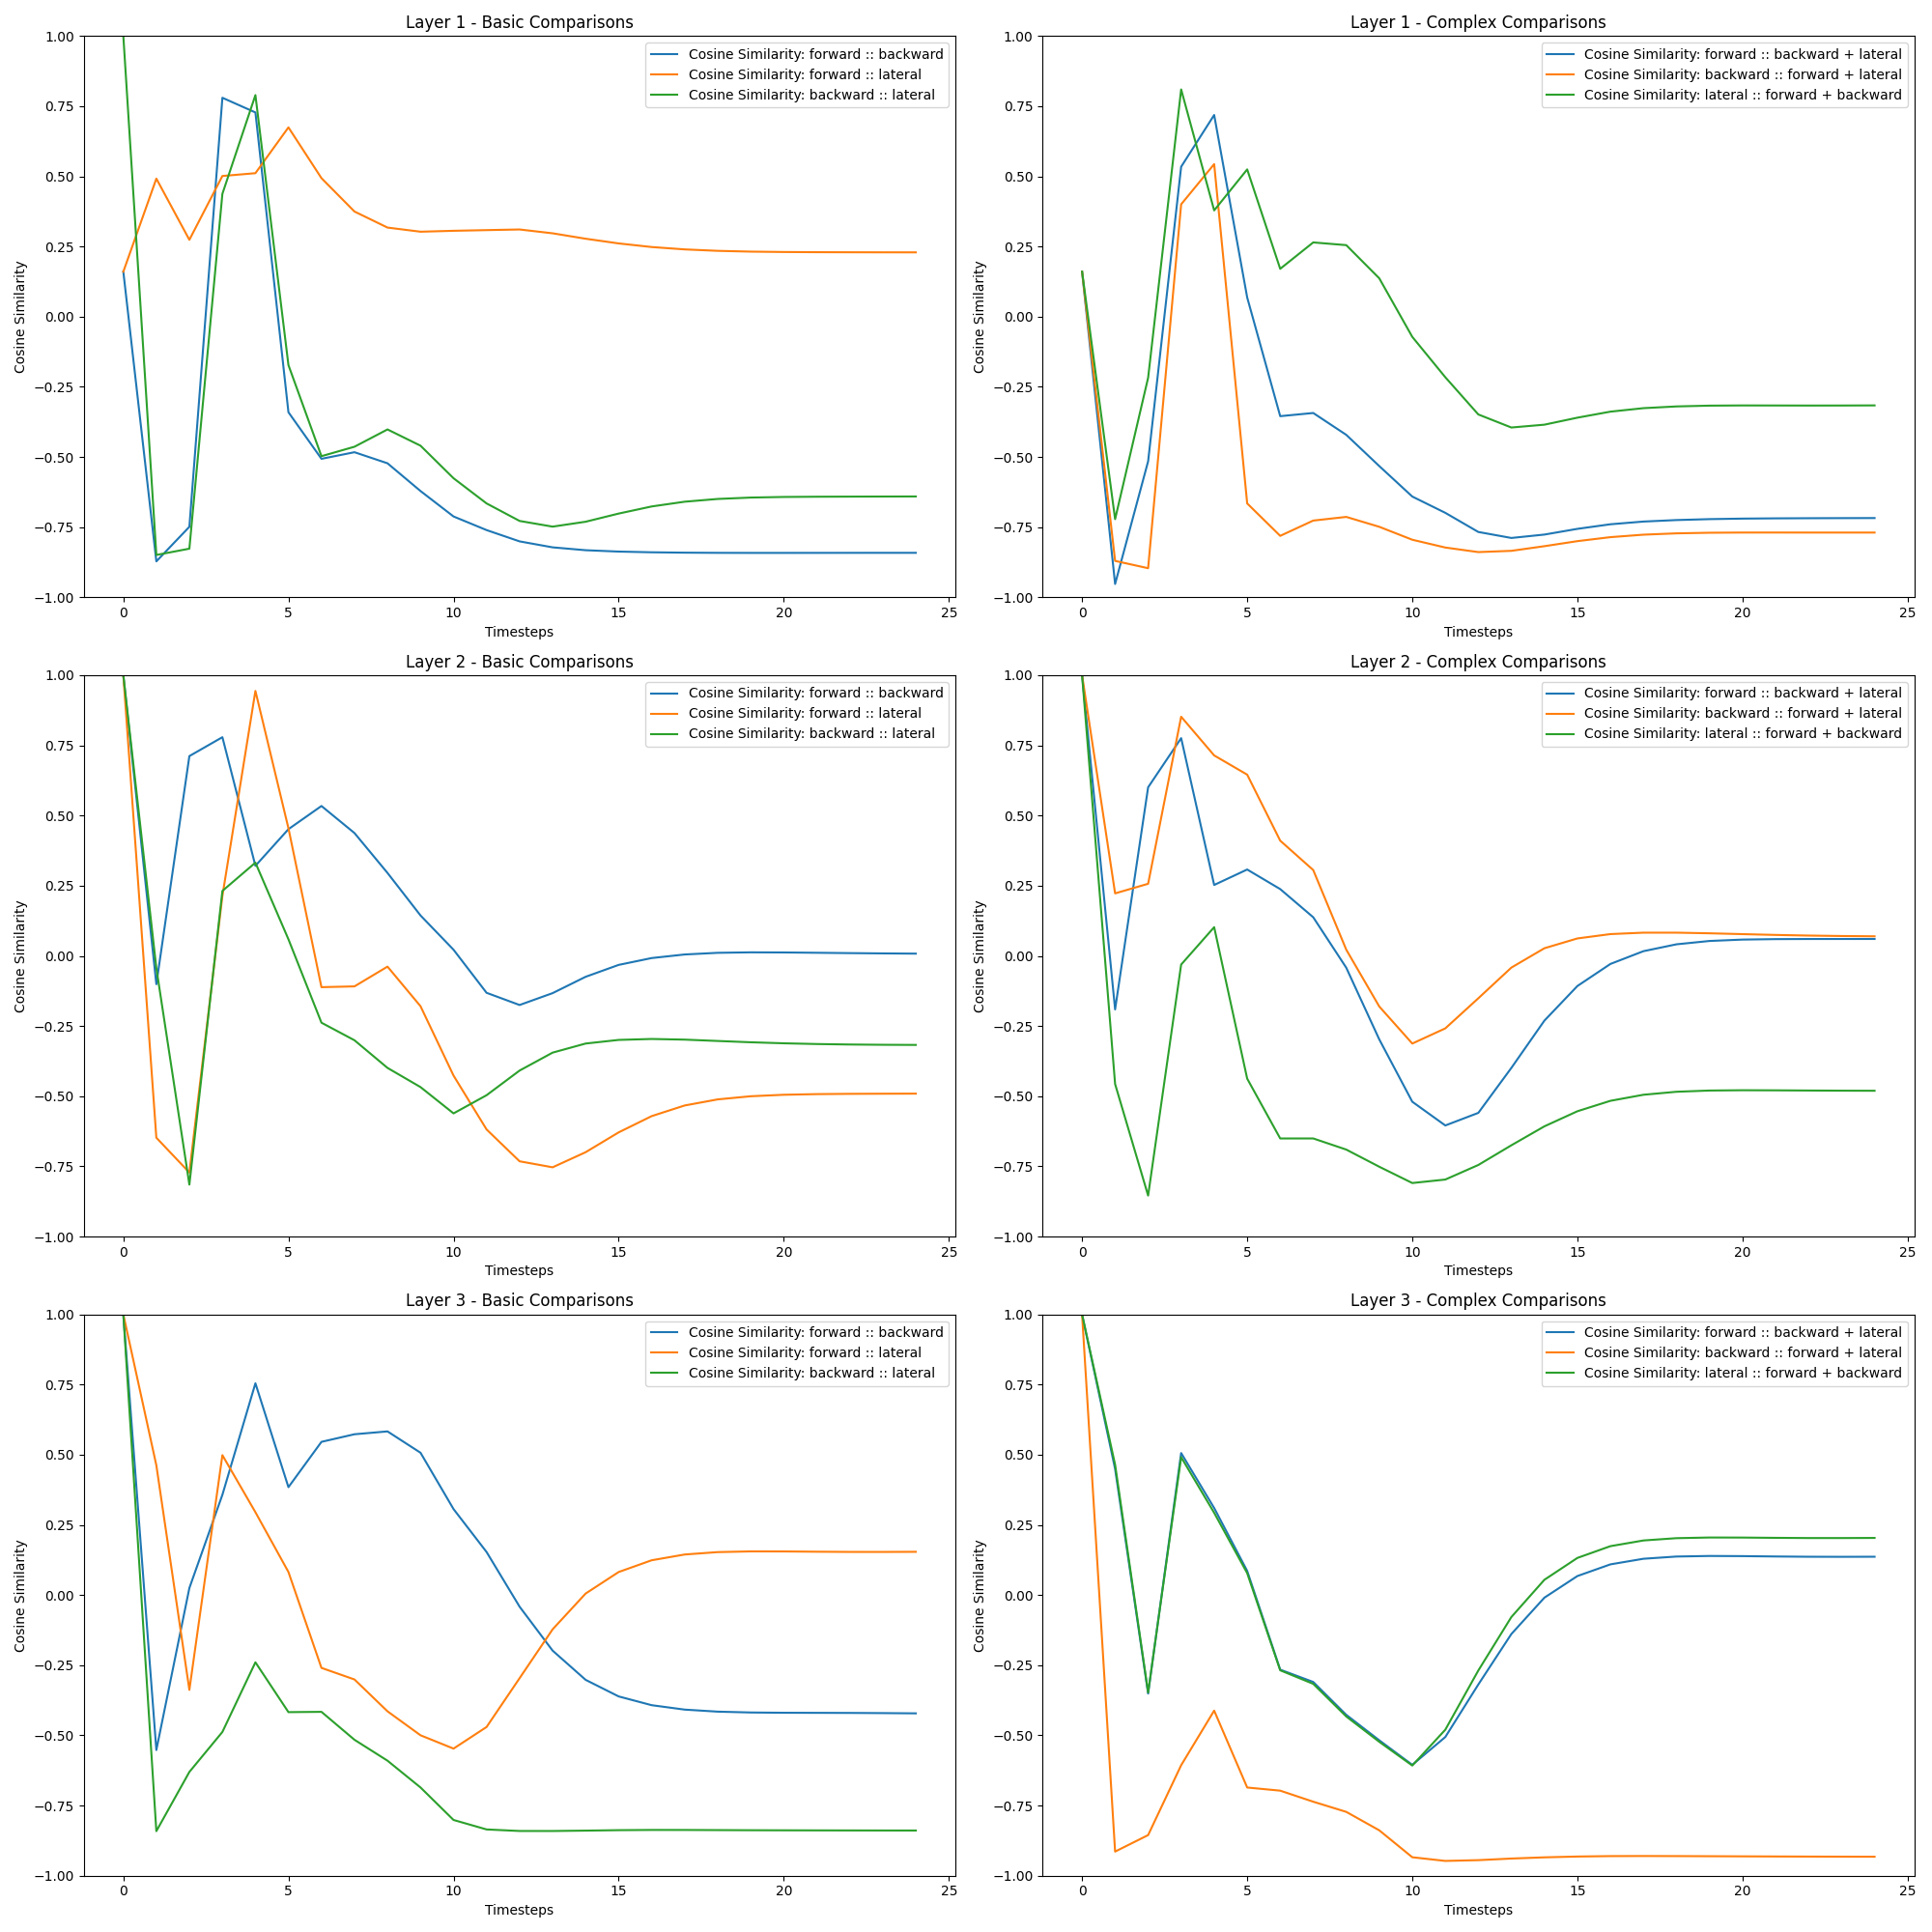 Layer 1 - Basic Comparisons
Cosine Similarity: forward :: backward
Cosine Similarity: forward :: lateral
Cosine Similarity: backward :: lateral
1.00
0.75
0.50
0.25
0.00
−0.25
−0.50
−0.75
−1.00
Cosine Similarity
0 5 10 15 20 25
Timesteps
Layer 1 - Complex Comparisons
Cosine Similarity: forward :: backward + lateral
Cosine Similarity: backward :: forward + lateral
Cosine Similarity: lateral :: forward + backward
1.00
0.75
0.50
0.25
0.00
−0.25
−0.50
−0.75
−1.00
Cosine Similarity
0 5 10 15 20 25
Timesteps
Layer 2 - Basic Comparisons
Cosine Similarity: forward :: backward
Cosine Similarity: forward :: lateral
Cosine Similarity: backward :: lateral
1.00
0.75
0.50
0.25
0.00
−0.25
−0.50
−0.75
−1.00
Cosine Similarity
0 5 10 15 20 25
Timesteps
Layer 2 - Complex Comparisons
Cosine Similarity: forward :: backward + lateral
Cosine Similarity: backward :: forward + lateral
Cosine Similarity: lateral :: forward + backward
1.00
0.75
0.50
0.25
0.00
−0.25
−0.50
−0.75
−1.00
Cosine Similarity
0 5 10 15 20 25
Timesteps
Layer 3 - Basic Comparisons
Cosine Similarity: forward :: backward
Cosine Similarity: forward :: lateral
Cosine Similarity: backward :: lateral
1.00
0.75
0.50
0.25
0.00
−0.25
−0.50
−0.75
−1.00
Cosine Similarity
0 5 10 15 20 25
Timesteps
Layer 3 - Complex Comparisons
Cosine Similarity: forward :: backward + lateral
Cosine Similarity: backward :: forward + lateral
Cosine Similarity: lateral :: forward + backward
1.00
0.75
0.50
0.25
0.00
−0.25
−0.50
−0.75
−1.00
Cosine Similarity
0 5 10 15 20 25
Timesteps